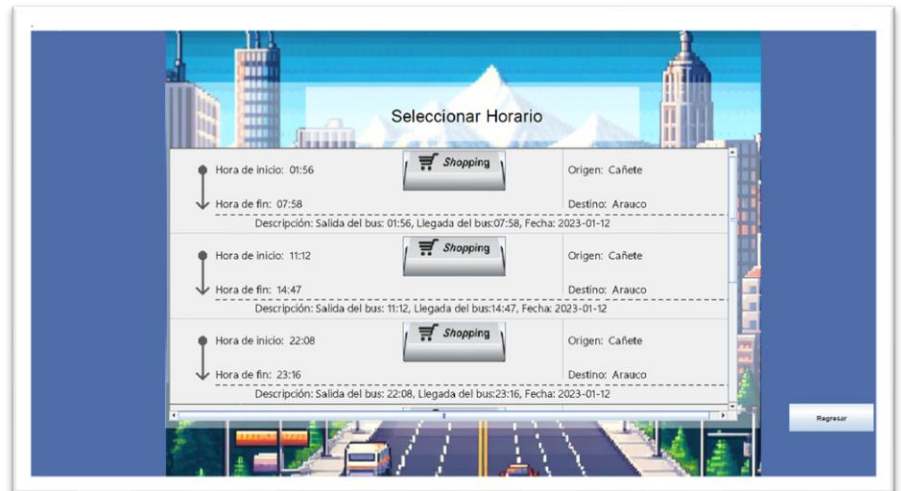 Seleccionar Horario
Hora de inicio: 01:56
Shopping
Origen: Cañete
Hora de fin: 07:58
Destino: Arauco
Descripción: Salida del bus: 01:56, Llegada del bus:07:58, Fecha: 2023-01-12
Hora de inicio: 11:12
Shopping
Origen: Cañete
Hora de fin: 14:47
Destino: Arauco
Descripción: Salida del bus: 11:12, Llegada del bus:14:47, Fecha: 2023-01-12
Hora de inicio: 22:08
Shopping
Origen: Cañete
Hora de fin: 23:16
Destino: Arauco
Descripción: Salida del bus: 22:08, Llegada del bus:23:16, Fecha: 2023-01-12
Regresar